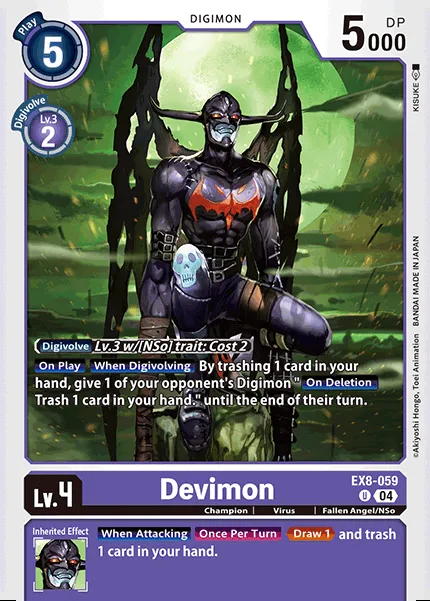 DIGIMON
Play
5
DP
5000
Digivolve
Lv.3
2
KISUKE
©Akiyoshi Hongo, Toei Animation BANDAI MADE IN JAPAN
Digivolve Lv.3 w/[NSo] trait: Cost 2
On Play When Digivolving By trashing 1 card in your
hand, give 1 of your opponent's Digimon " On Deletion
Trash 1 card in your hand." until the end of their turn.
Lv.4
Devimon
EX8-059
U 04
Champion | Virus | Fallen Angel/NSo
Inherited Effect
When Attacking Once Per Turn Draw 1 and trash
1 card in your hand.